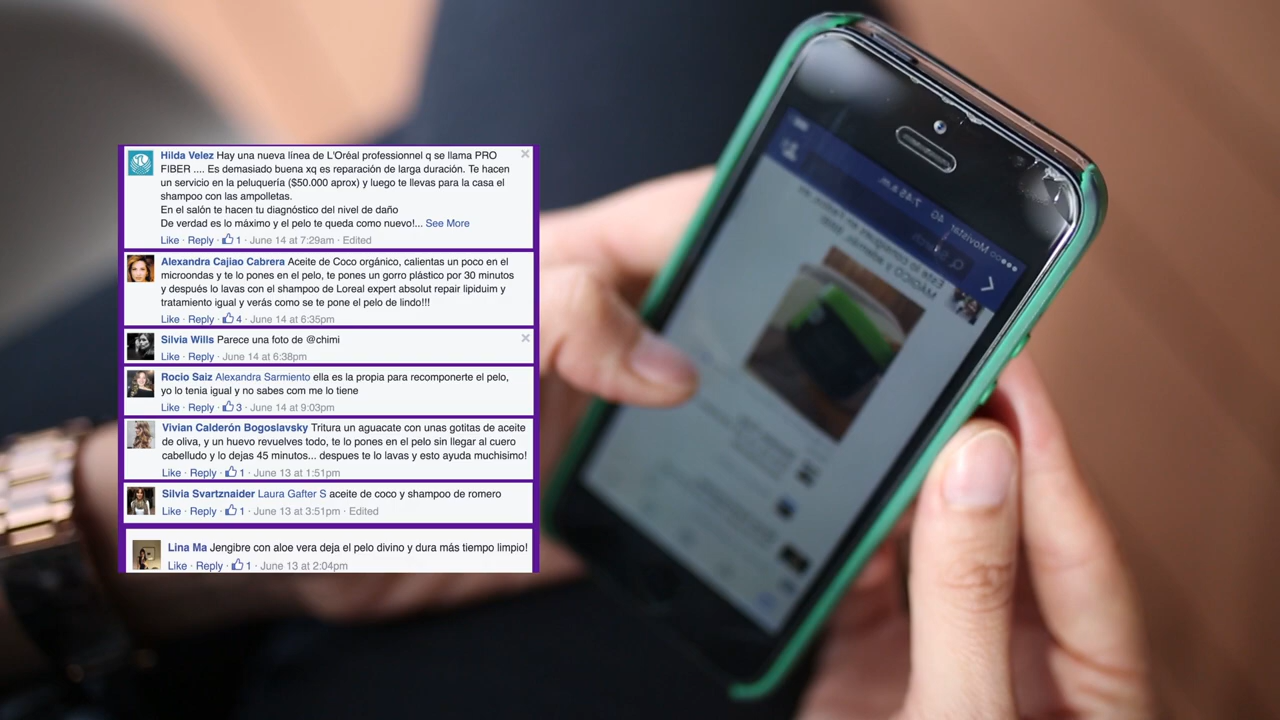 Hilda Velez Hay una nueva línea de L'Oréal professionnel q se llama PRO
FIBER .... Es demasiado buena xq es reparación de larga duración. Te hacen
un servicio en la peluquería ($50.000 aprox) y luego te llevas para la casa el
shampoo con las ampolletas.
En el salón te hacen tu diagnóstico del nivel de daño
De verdad es lo máximo y el pelo te queda como nuevo!... See More
Like · Reply · 1 · June 14 at 7:29am · Edited
Alexandra Cajiao Cabrera Aceite de Coco orgánico, calientas un poco en el
microondas y te lo pones en el pelo, te pones un gorro plástico por 30 minutos
y después lo lavas con el shampoo de Loreal expert absolut repair lipiduim y
tratamiento igual y verás como se te pone el pelo de lindo!!!
Like · Reply · 4 · June 14 at 6:35pm
Silvia Wills Parece una foto de @chimi
Like · Reply · June 14 at 6:38pm
Rocio Saiz Alexandra Sarmiento ella es la propia para recomponerte el pelo,
yo lo tenia igual y no sabes com me lo tiene
Like · Reply · 3 · June 14 at 9:03pm
Vivian Calderón Bogoslavsky Tritura un aguacate con unas gotitas de aceite
de oliva, y un huevo revuelves todo, te lo pones en el pelo sin llegar al cuero
cabelludo y lo dejas 45 minutos... despues te lo lavas y esto ayuda muchisimo!
Like · Reply · 1 · June 13 at 1:51pm
Silvia Svartznaider Laura Gafter S aceite de coco y shampoo de romero
Like · Reply · 1 · June 13 at 3:51pm · Edited
Lina Ma Jengibre con aloe vera deja el pelo divino y dura más tiempo limpio!
Like · Reply · 1 · June 13 at 2:04pm
Movistar 4G 7:45 a.m.